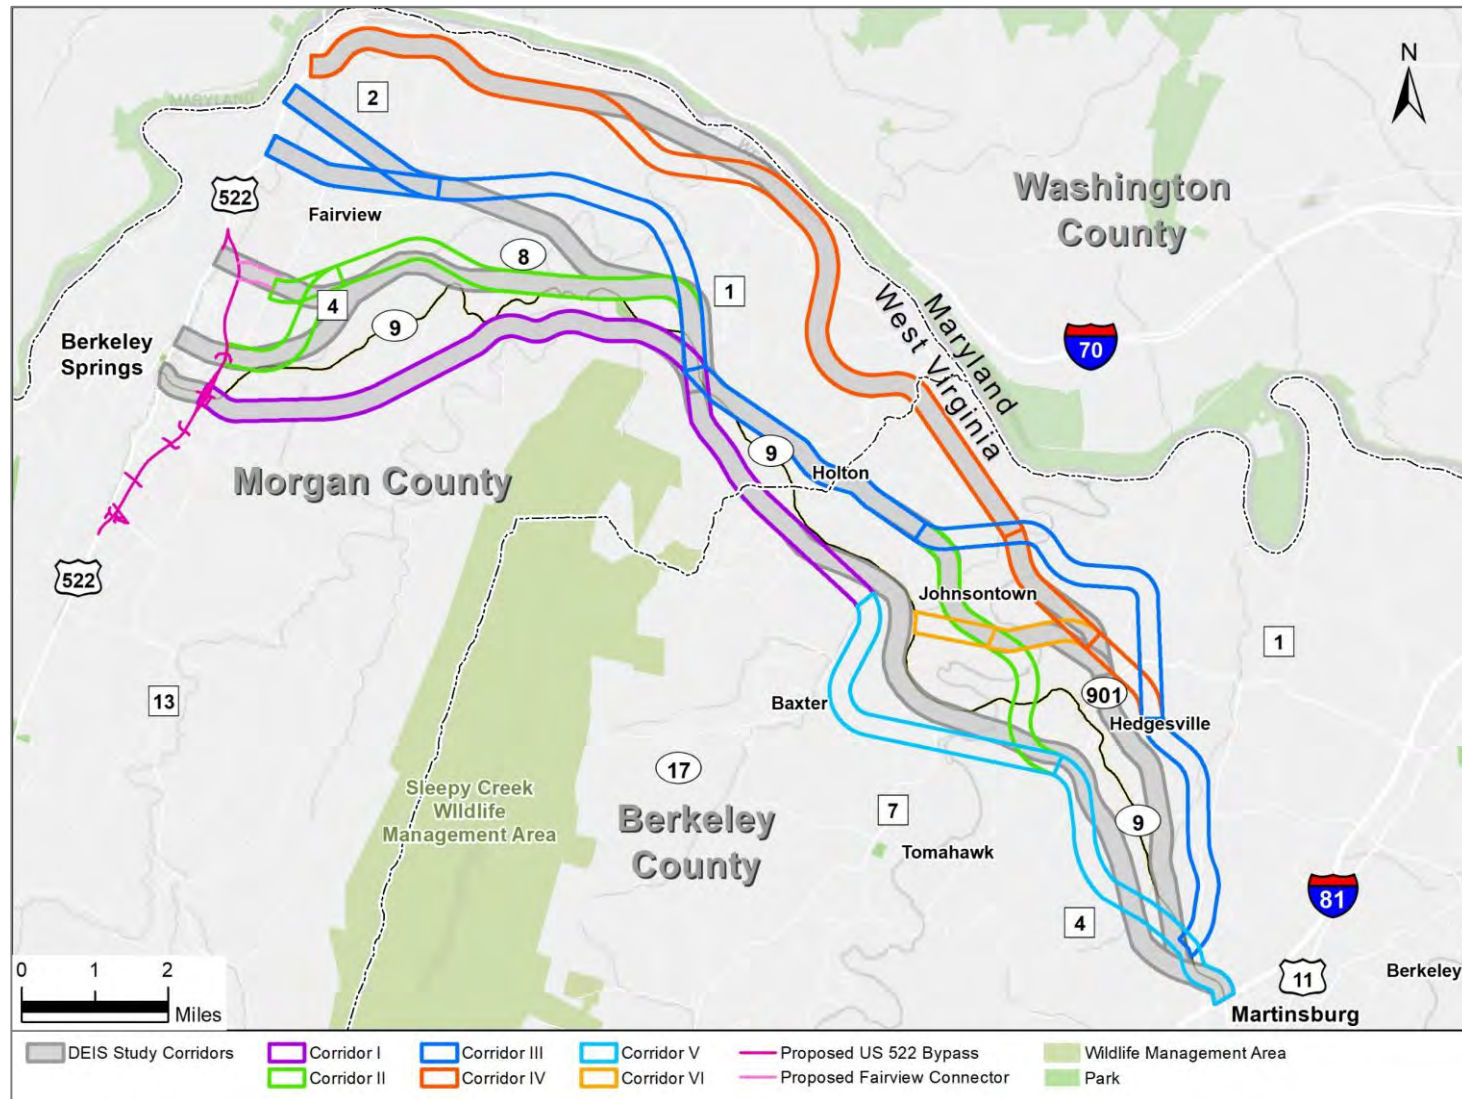 N
2
MARYLAND
Washington
County
522
Fairview
8
1
4
9
Maryland
West Virginia
70
Berkeley
Springs
9
Holton
Morgan County
522
Johnsontown
1
13
Baxter
901
Hedgesville
17
Sleepy Creek
WIldlife
Management Area
Berkeley
County
7
9
Tomahawk
81
4
11
Berkeley
Martinsburg
0 1 2
Miles
DEIS Study Corridors
Corridor I
Corridor II
Corridor III
Corridor IV
Corridor V
Corridor VI
Proposed US 522 Bypass
Proposed Fairview Connector
Wildlife Management Area
Park